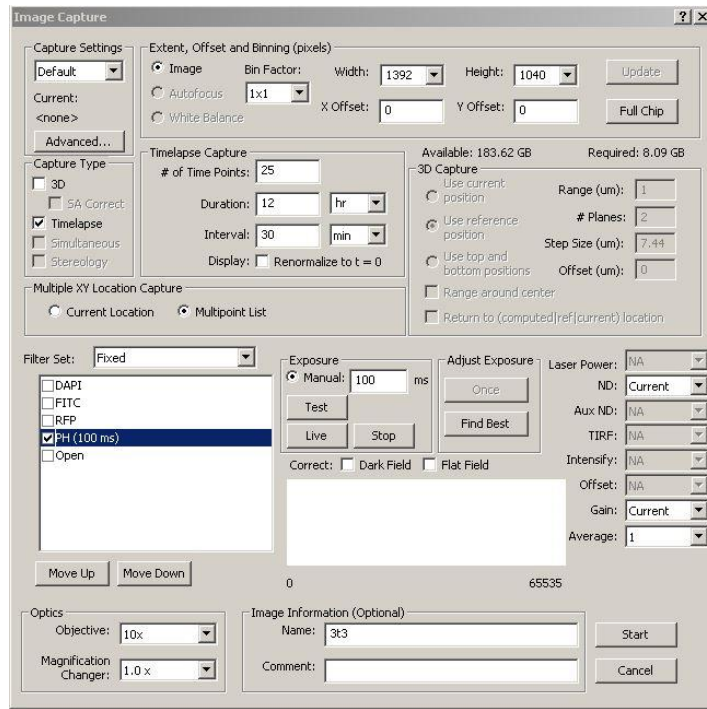 Image Capture
Capture Settings
Default
Current:
<none>
Advanced...
Extent, Offset and Binning (pixels)
Image
Autofocus
White Balance
Bin Factor:
1x1
Width: 1392
Height: 1040
Update
X Offset: 0
Y Offset: 0
Full Chip
Capture Type
3D
SA Correct
Timelapse
Simultaneous
Stereology
Timelapse Capture
# of Time Points: 25
Duration: 12 hr
Interval: 30 min
Display: Renormalize to t = 0
Available: 183.62 GB Required: 8.09 GB
3D Capture
Use current
position
Use reference
position
Use top and
bottom positions
Range (um): 1
# Planes: 2
Step Size (um): 7.44
Offset (um): 0
Range around center
Return to (computed|ref|current) location
Multiple XY Location Capture
Current Location Multipoint List
Filter Set: Fixed
DAPI
FITC
RFP
PH (100 ms)
Open
Move Up Move Down
Exposure
Manual: 100 ms
Test
Live Stop
Adjust Exposure
Once
Find Best
Correct: Dark Field Flat Field
0 65535
Laser Power: NA
ND: Current
Aux ND: NA
TIRF: NA
Intensify: NA
Offset: NA
Gain: Current
Average: 1
Optics
Objective: 10x
Magnification
Changer: 1.0 x
Image Information (Optional)
Name: 3t3
Comment:
Start
Cancel